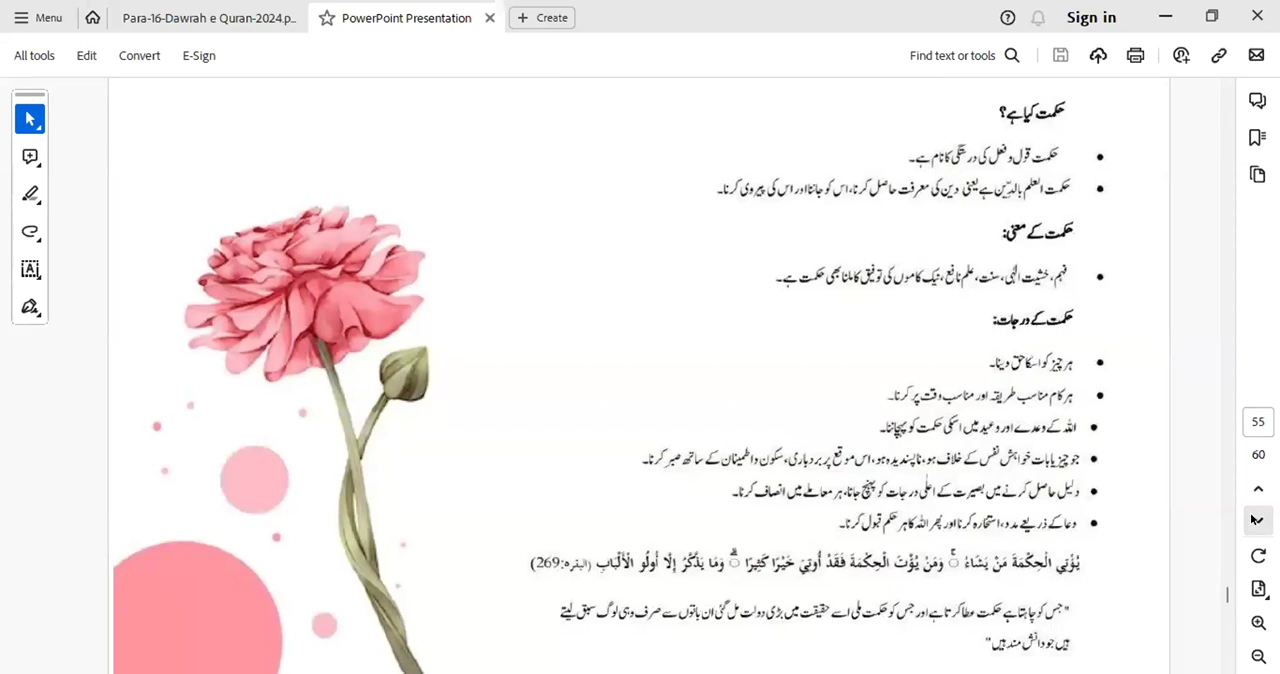 Menu
Para-16-Dawrah e Quran-2024.p...
PowerPoint Presentation
Create
Sign in
All tools
Edit
Convert
E-Sign
Find text or tools
حکمت کیا ہے؟
• حکمت قول و فعل کی درستگی کا نام ہے۔
• حکمت العلم بالدِّین ہے یعنی دین کی معرفت حاصل کرنا، اس کو جاننا اور اس کی پیروی کرنا۔
حکمت کے معنی:
• فہم، خشیت الٰہی، سنت، علم نافع، نیک کاموں کی توفیق کا ملنا بھی حکمت ہے۔
حکمت کے درجات:
• ہر چیز کو اسکا حق دینا۔
• ہر کام مناسب طریقہ اور مناسب وقت پر کرنا۔
• اللہ کے وعدے اور وعید میں اسکی حکمت کو پہچاننا۔
• جو چیز یا بات خواہش نفس کے خلاف ہو، ناپسندیدہ ہو، اس موقع پر بردباری، سکون و اطمینان کے ساتھ صبر کرنا۔
• دلیل حاصل کرنے میں بصیرت کے اعلٰی درجات کو پہنچ جانا، ہر معاملے میں انصاف کرنا۔
• دعا کے ذریعے مدد، استخارہ کرنا اور پھر اللہ کا ہر حکم قبول کرنا۔
يُؤْتِي الْحِكْمَةَ مَنْ يَشَاءُ ۚ وَمَنْ يُؤْتَ الْحِكْمَةَ فَقَدْ أُوتِيَ خَيْرًا كَثِيرًا ۗ وَمَا يَذَّكَّرُ إِلَّا أُولُو الْأَلْبَابِ (البقرہ:269)
"جس کو چاہتا ہے حکمت عطا کرتا ہے اور جس کو حکمت ملی اسے حقیقت میں بڑی دولت مل گئی ان باتوں سے صرف وہی لوگ سبق لیتے
ہیں جو دانش مند ہیں"
55
60